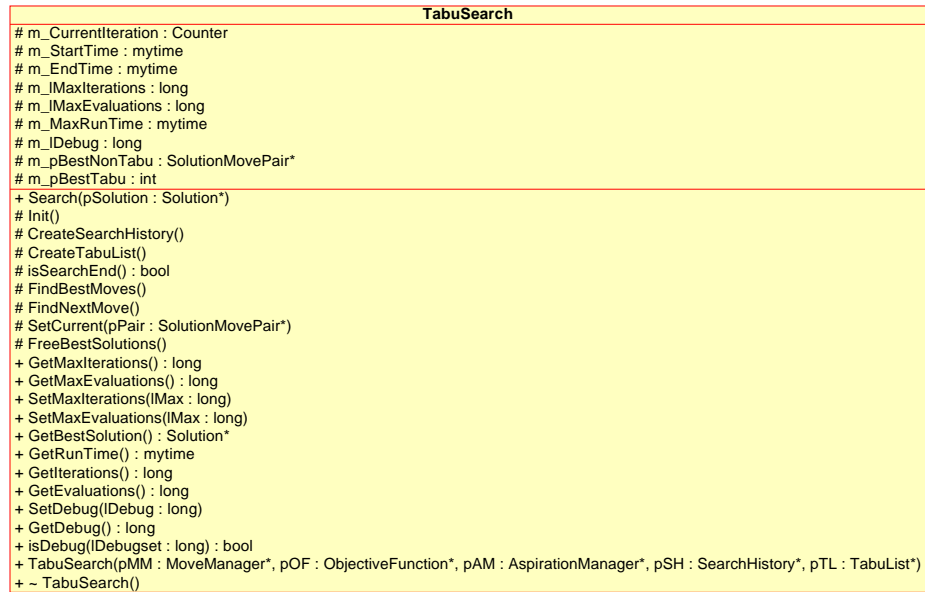 TabuSearch
# m_CurrentIteration : Counter
# m_StartTime : mytime
# m_EndTime : mytime
# m_lMaxIterations : long
# m_lMaxEvaluations : long
# m_MaxRunTime : mytime
# m_lDebug : long
# m_pBestNonTabu : SolutionMovePair*
# m_pBestTabu : int
+ Search(pSolution : Solution*)
# Init()
# CreateSearchHistory()
# CreateTabuList()
# isSearchEnd() : bool
# FindBestMoves()
# FindNextMove()
# SetCurrent(pPair : SolutionMovePair*)
# FreeBestSolutions()
+ GetMaxIterations() : long
+ GetMaxEvaluations() : long
+ SetMaxIterations(lMax : long)
+ SetMaxEvaluations(lMax : long)
+ GetBestSolution() : Solution*
+ GetRunTime() : mytime
+ GetIterations() : long
+ GetEvaluations() : long
+ SetDebug(lDebug : long)
+ GetDebug() : long
+ isDebug(lDebugset : long) : bool
+ TabuSearch(pMM : MoveManager*, pOF : ObjectiveFunction*, pAM : AspirationManager*, pSH : SearchHistory*, pTL : TabuList*)
+ ~ TabuSearch()